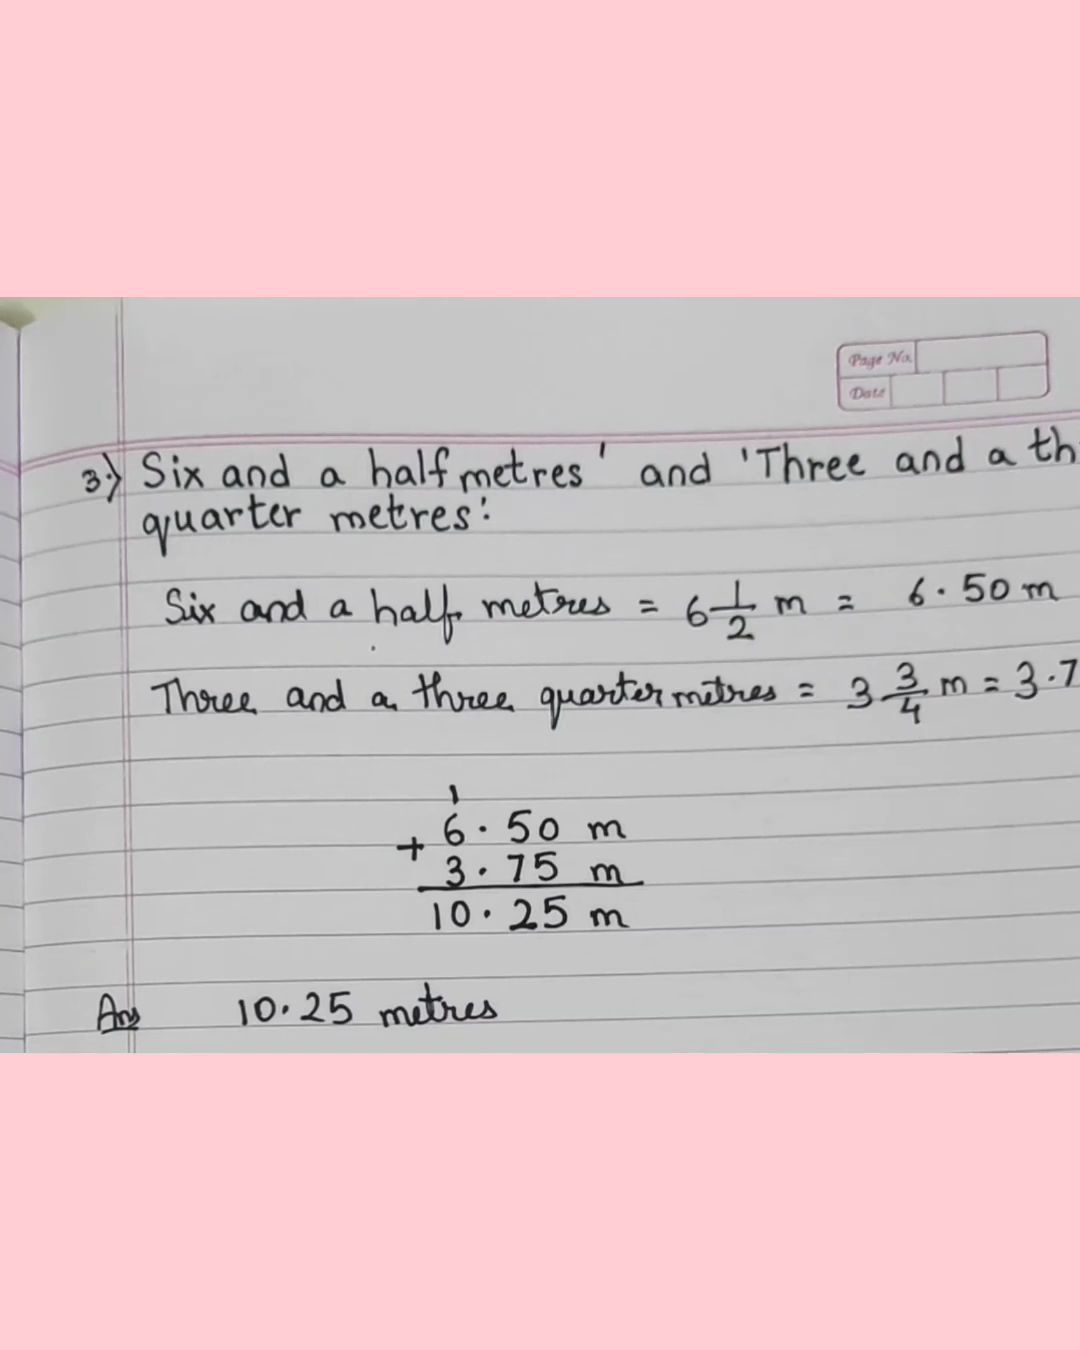 Page No.
Date
3.) Six and a half metres' and 'Three and a th
quarter metres:
Six and a half metres = 6 1/2 m = 6.50 m
Three and a three quarter metres = 3 3/4 m = 3.7
1
6.50 m
+ 3.75 m
10.25 m
Ans 10.25 metres